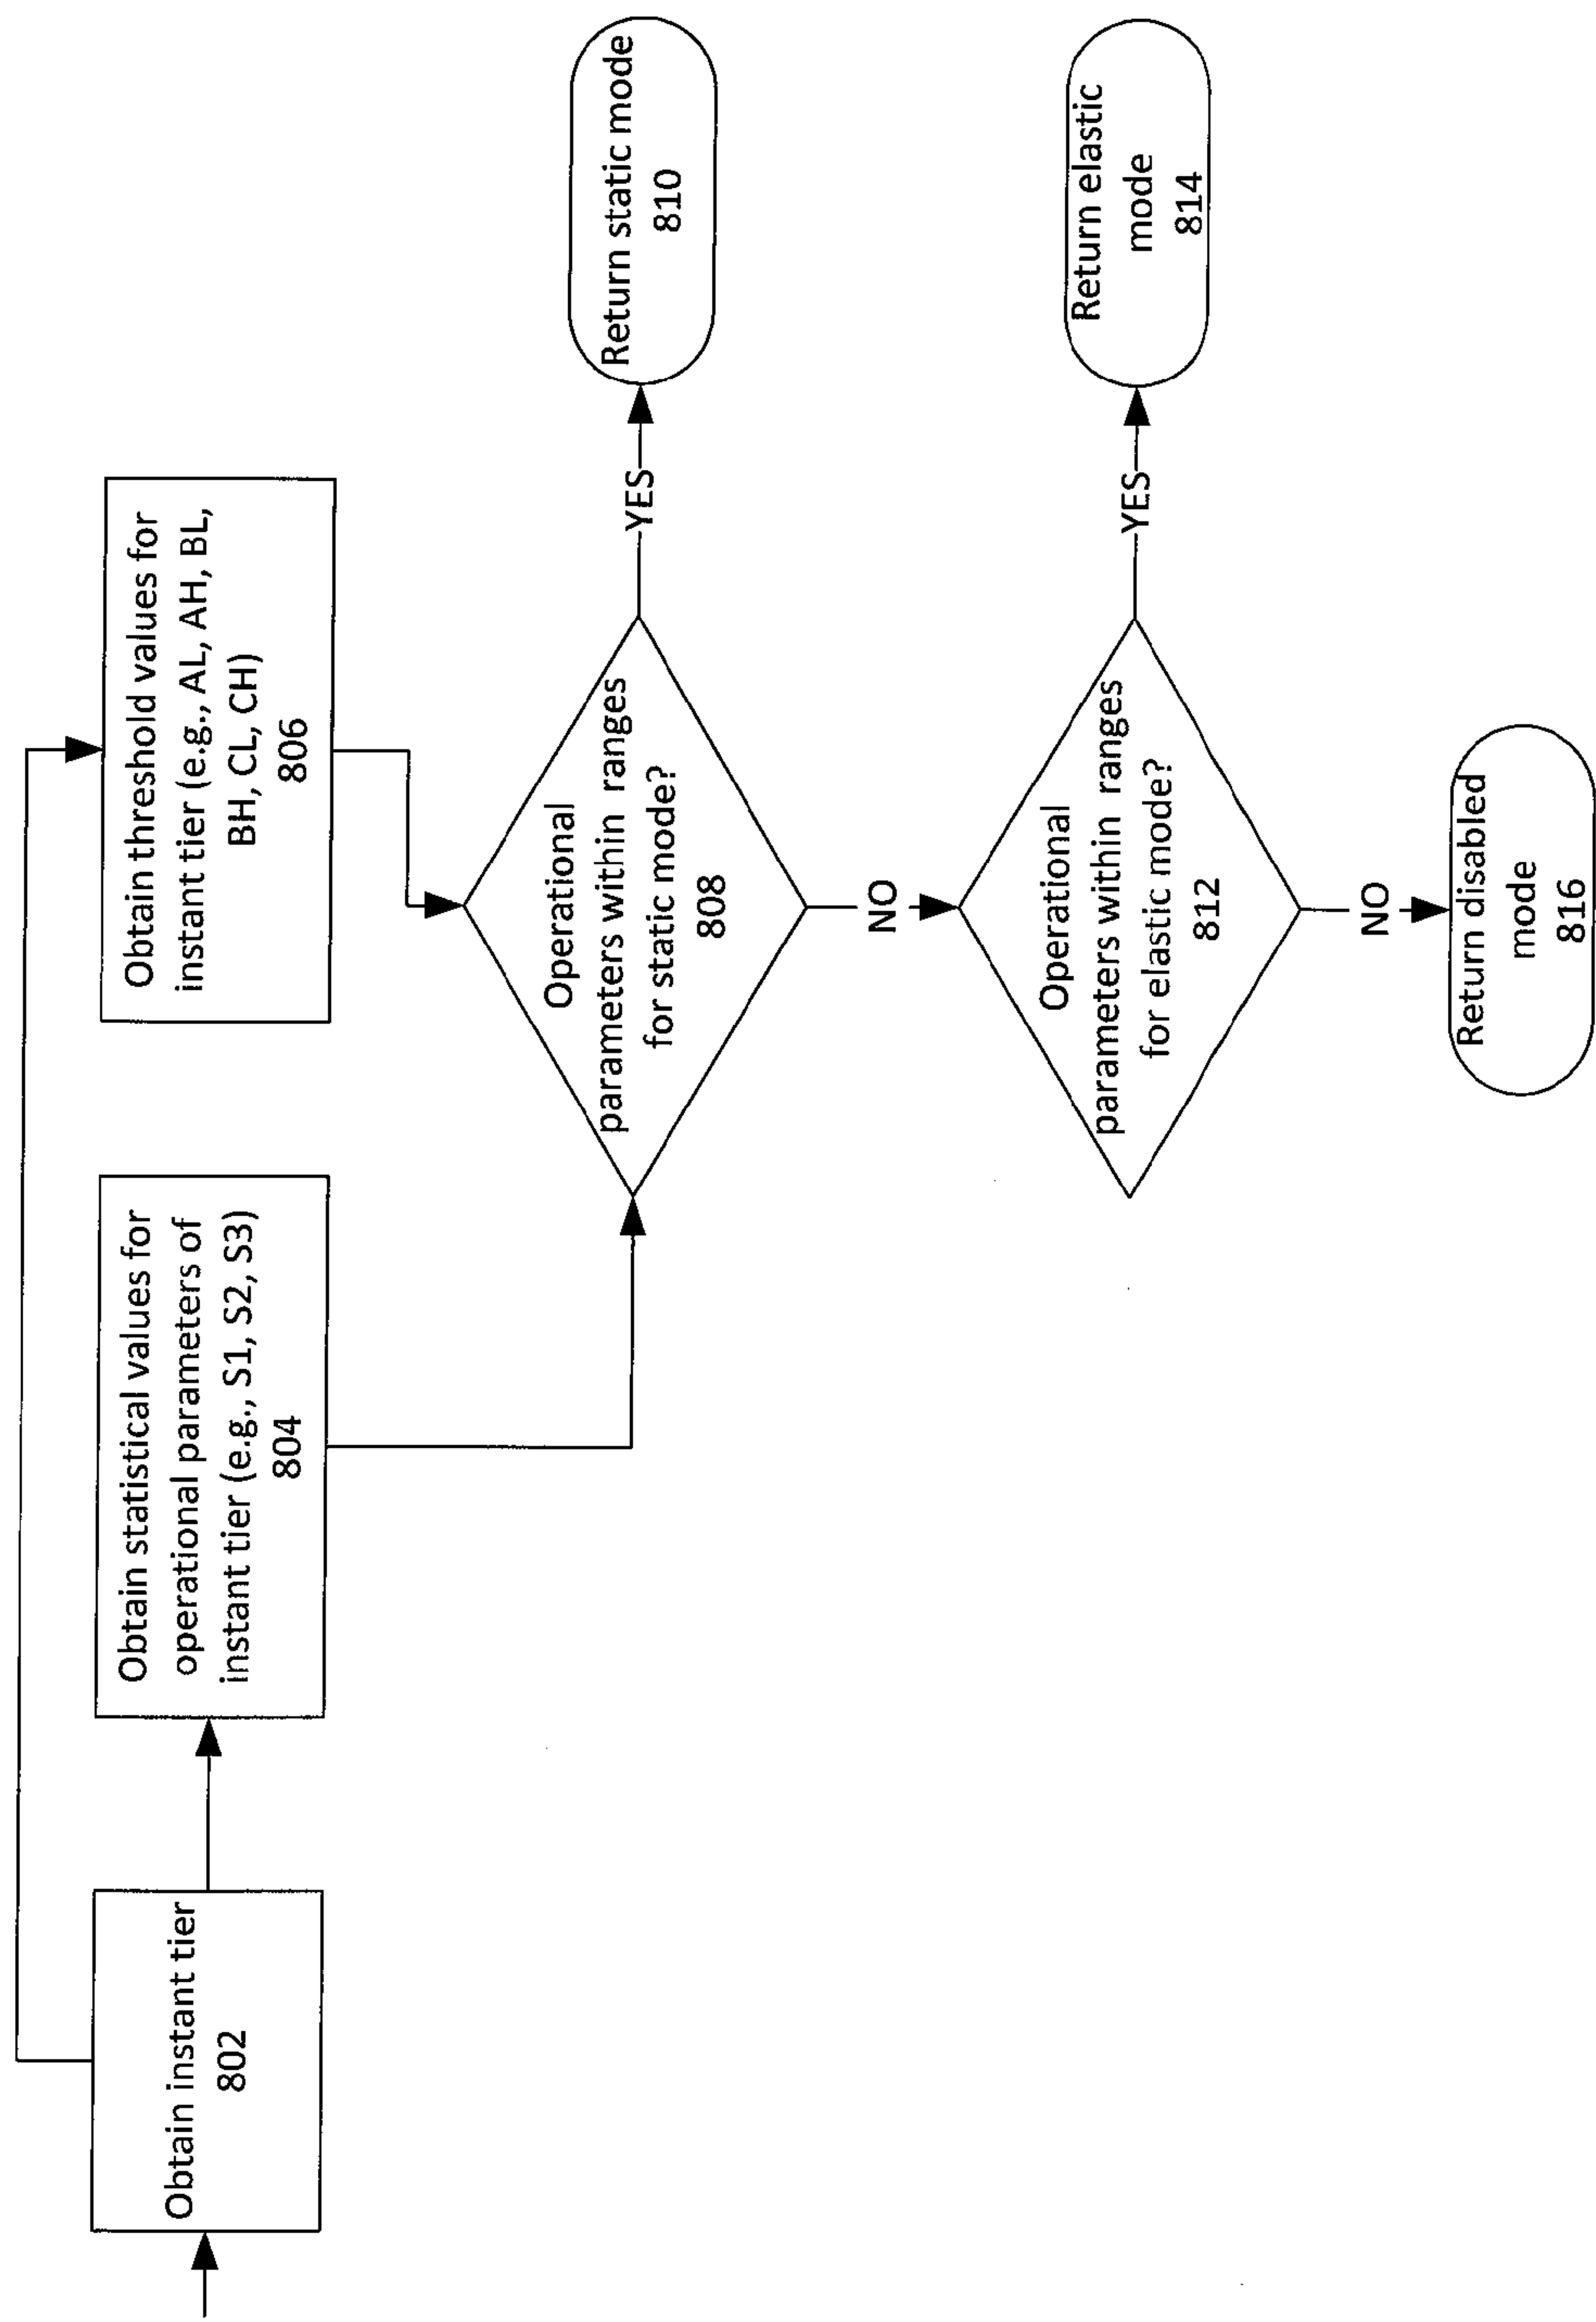 Obtain instant tier
802
Obtain statistical values for
operational parameters of
instant tier (e.g., S1, S2, S3)
804
Obtain threshold values for
instant tier (e.g., AL, AH, BL,
BH, CL, CH)
806
Operational
parameters within ranges
for static mode?
808
YES
Return static mode
810
NO
Operational
parameters within ranges
for elastic mode?
812
YES
Return elastic
mode
814
NO
Return disabled
mode
816